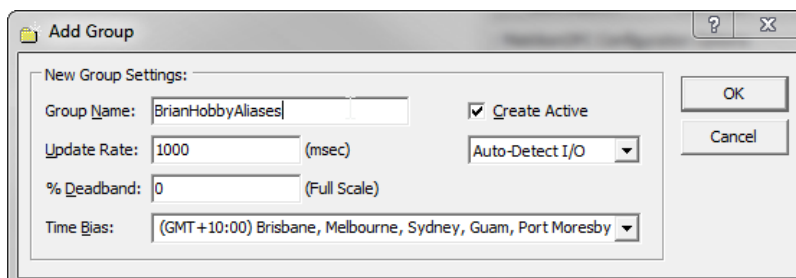 Add Group
New Group Settings:
Group Name: BrianHobbyAliases
Create Active
OK
Update Rate: 1000 (msec)
Auto-Detect I/O
Cancel
% Deadband: 0 (Full Scale)
Time Bias: (GMT+10:00) Brisbane, Melbourne, Sydney, Guam, Port Moresby